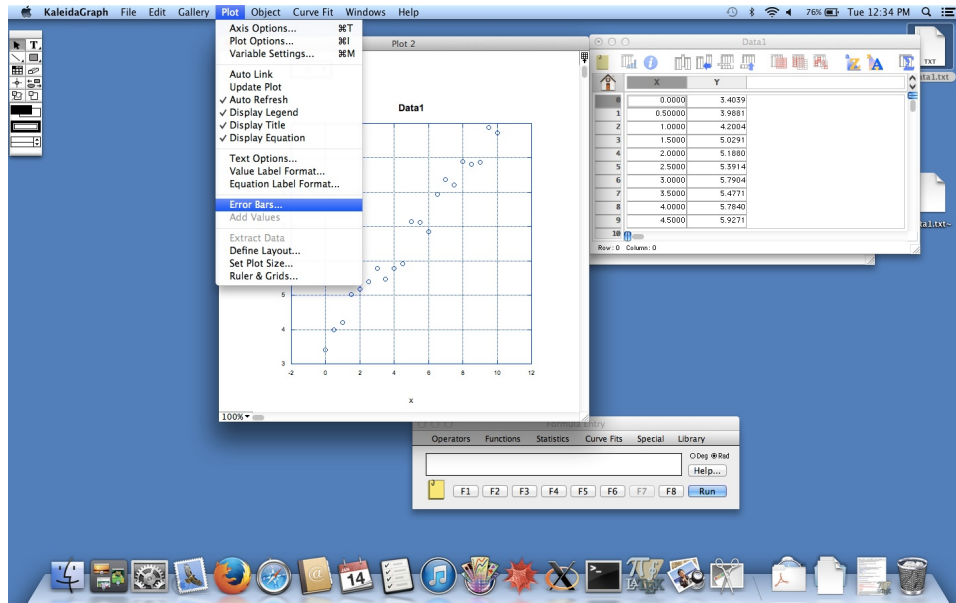 KaleidaGraph File Edit Gallery Plot Object Curve Fit Windows Help 76% Tue 12:34 PM
Axis Options... ⌘T
Plot Options... ⌘I
Variable Settings... ⌘M
Auto Link
Update Plot
✓ Auto Refresh
✓ Display Legend
✓ Display Title
✓ Display Equation
Text Options...
Value Label Format...
Equation Label Format...
Error Bars...
Add Values
Extract Data
Define Layout...
Set Plot Size...
Ruler & Grids...
T
Plot 2
Data1
5
4
3
-2 0 2 4 6 8 10 12
x
100%
Data1
X Y
0 0.0000 3.4039
1 0.50000 3.9881
2 1.0000 4.2004
3 1.5000 5.0291
4 2.0000 5.1880
5 2.5000 5.3914
6 3.0000 5.7904
7 3.5000 5.4771
8 4.0000 5.7840
9 4.5000 5.9271
10
Row: 0 Column: 0
TXT
ta1.txt
ta1.txt~
Formula Entry
Operators Functions Statistics Curve Fits Special Library
Deg Rad
Help...
F1 F2 F3 F4 F5 F6 F7 F8 Run
14